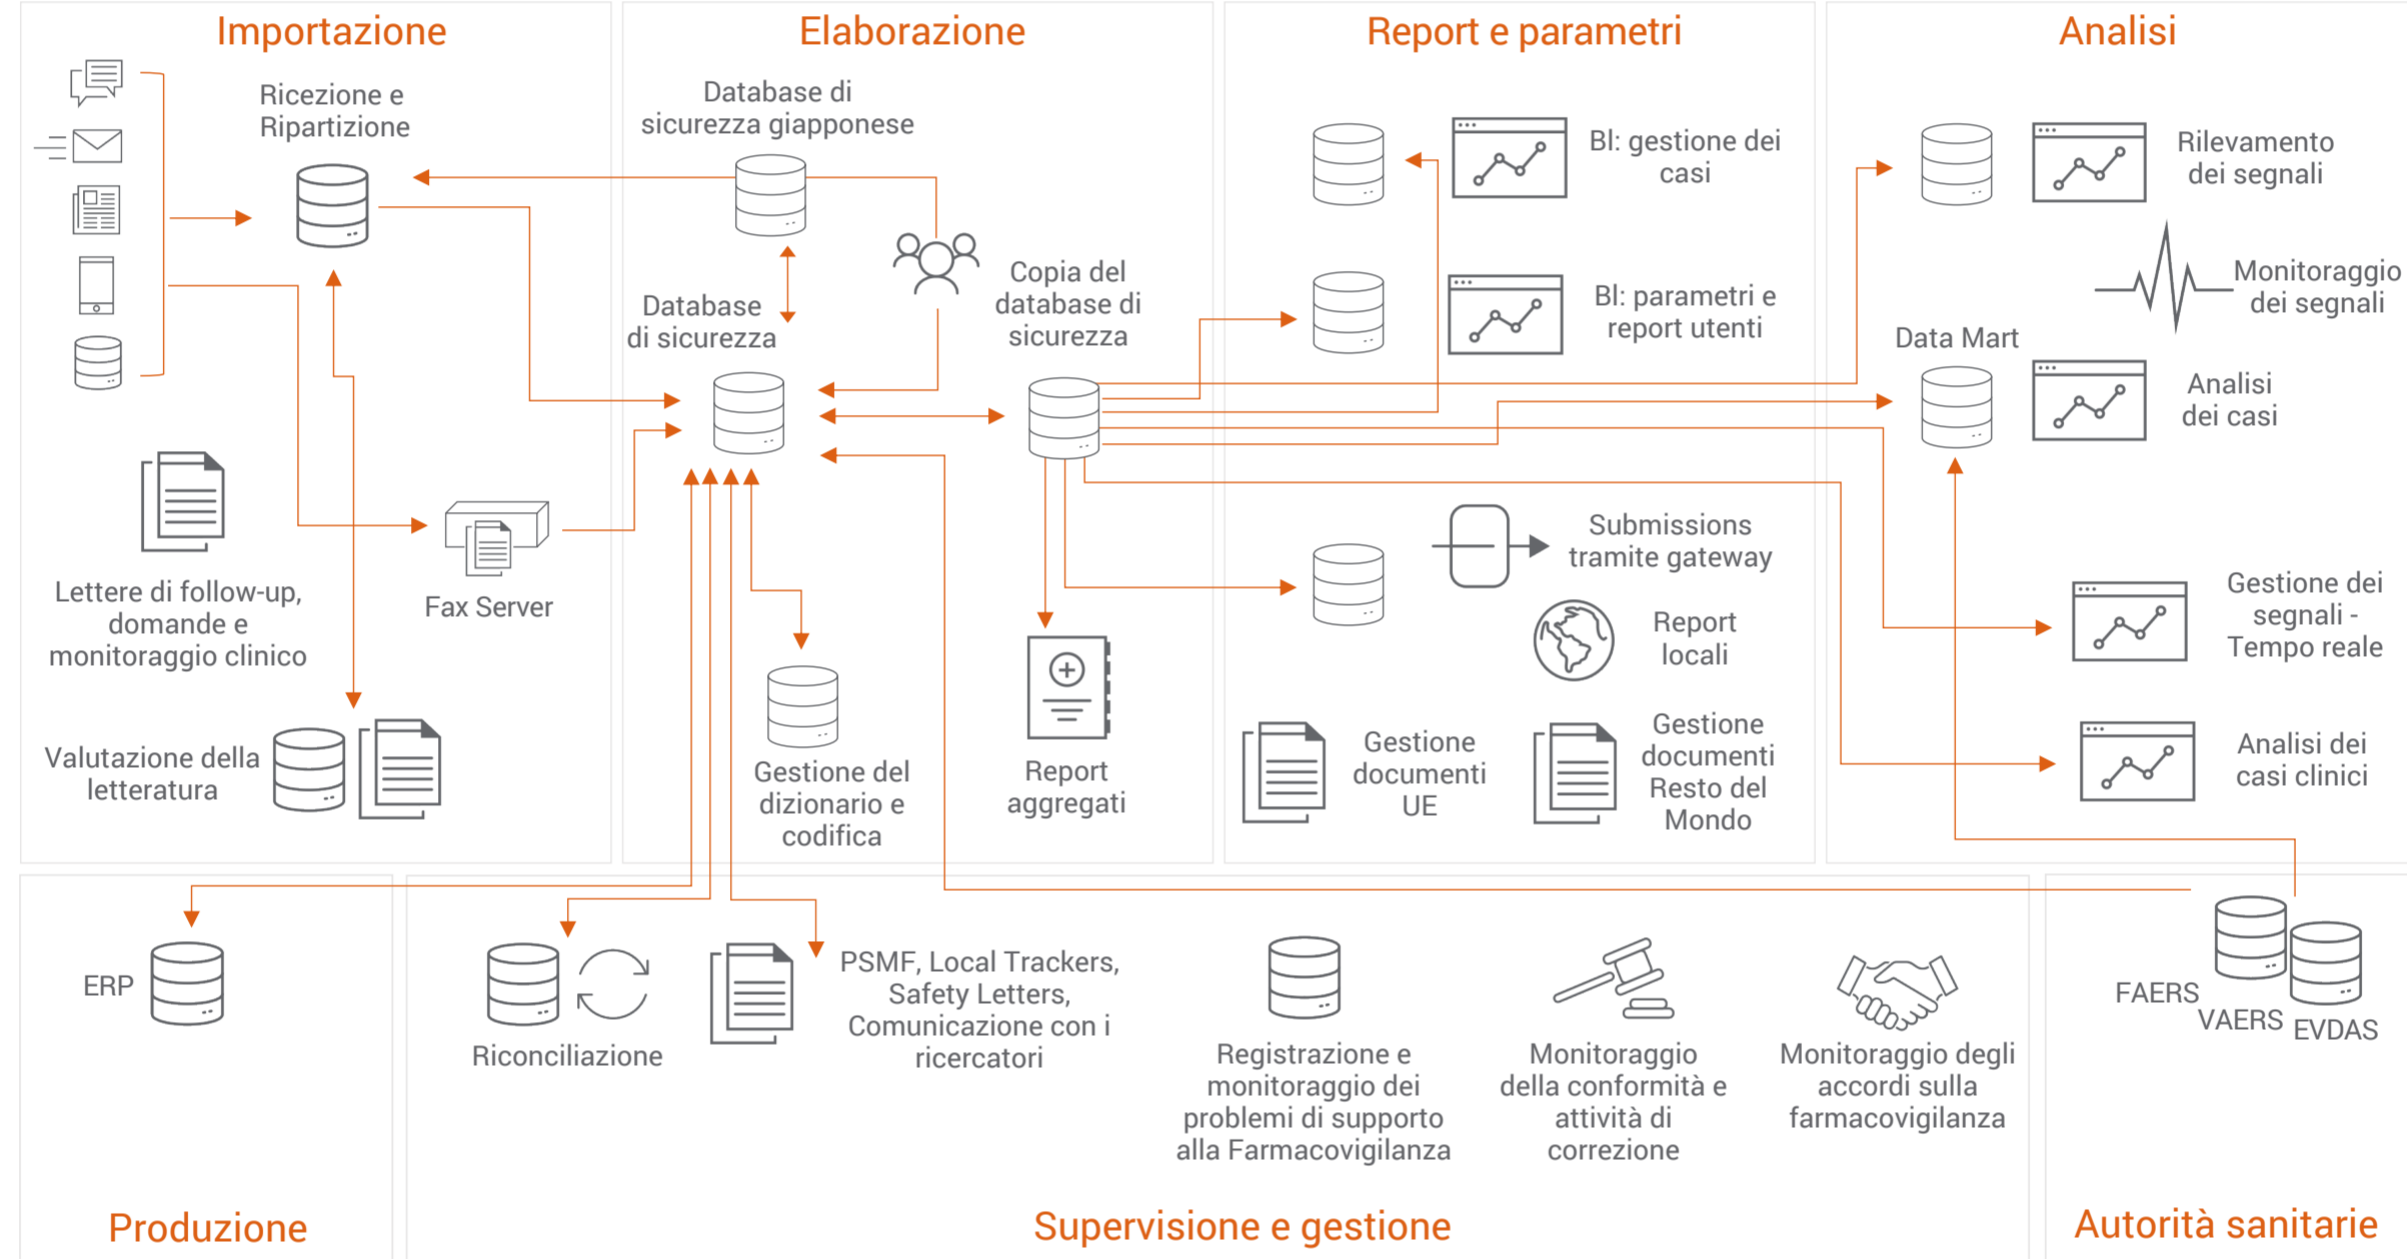 Importazione
Ricezione e
Ripartizione
Lettere di follow-up,
domande e
monitoraggio clinico
Fax Server
Valutazione della
letteratura
Elaborazione
Database di
sicurezza giapponese
Database
di sicurezza
Copia del
database di
sicurezza
Gestione del
dizionario e
codifica
Report
aggregati
Report e parametri
Bl: gestione dei
casi
Bl: parametri e
report utenti
Submissions
tramite gateway
Report
locali
Gestione
documenti
UE
Gestione
documenti
Resto del
Mondo
Analisi
Rilevamento
dei segnali
Monitoraggio
dei segnali
Data Mart
Analisi
dei casi
Gestione dei
segnali -
Tempo reale
Analisi dei
casi clinici
ERP
Produzione
Riconciliazione
PSMF, Local Trackers,
Safety Letters,
Comunicazione con i
ricercatori
Registrazione e
monitoraggio dei
problemi di supporto
alla Farmacovigilanza
Monitoraggio
della conformità e
attività di
correzione
Monitoraggio degli
accordi sulla
farmacovigilanza
Supervisione e gestione
FAERS
VAERS
EVDAS
Autorità sanitarie